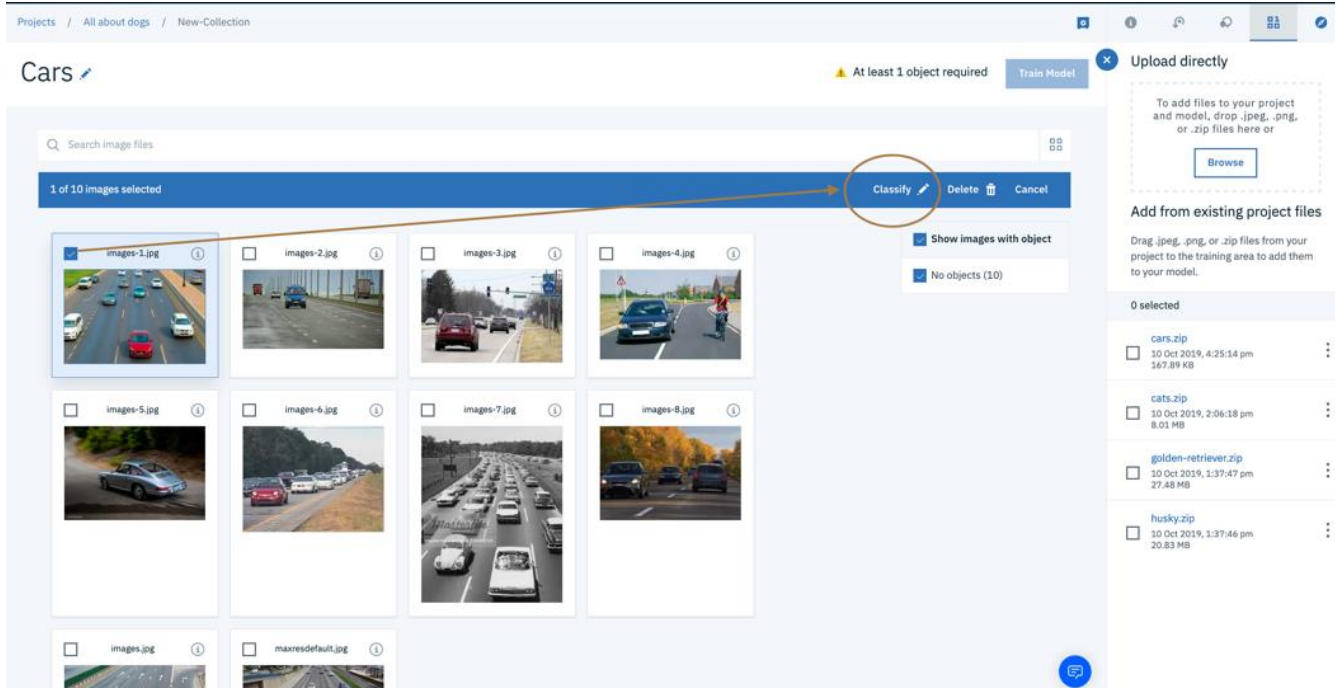 Projects / All about dogs / New-Collection
Cars
At least 1 object required
Train Model
Search image files
1 of 10 images selected
Classify
Delete
Cancel
Show images with object
No objects (10)
images-1.jpg
images-2.jpg
images-3.jpg
images-4.jpg
images-5.jpg
images-6.jpg
images-7.jpg
images-8.jpg
Masterfile
images.jpg
maxresdefault.jpg
Upload directly
To add files to your project
and model, drop .jpeg, .png,
or .zip files here or
Browse
Add from existing project files
Drag .jpeg, .png, or .zip files from your
project to the training area to add them
to your model.
0 selected
cars.zip
10 Oct 2019, 4:25:14 pm
167.89 KB
cats.zip
10 Oct 2019, 2:06:18 pm
8.01 MB
golden-retriever.zip
10 Oct 2019, 1:37:47 pm
27.48 MB
husky.zip
10 Oct 2019, 1:37:46 pm
20.83 MB